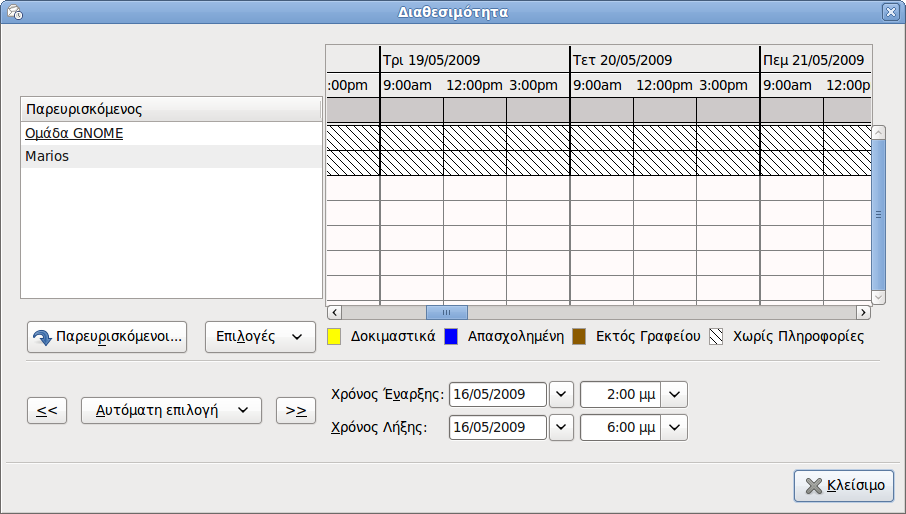 Διαθεσιμότητα
Τρι 19/05/2009 Τετ 20/05/2009 Πεμ 21/05/2009
:00pm 9:00am 12:00pm 3:00pm 9:00am 12:00pm 3:00pm 9:00am 12:00p
Παρευρισκόμενος
Ομάδα GNOME
Marios
Παρευρισκόμενοι... Επιλογές Δοκιμαστικά Απασχολημένη Εκτός Γραφείου Χωρίς Πληροφορίες
Χρόνος Έναρξης: 16/05/2009 2:00 μμ
<< Αυτόματη επιλογή >>
Χρόνος Λήξης: 16/05/2009 6:00 μμ
Κλείσιμο